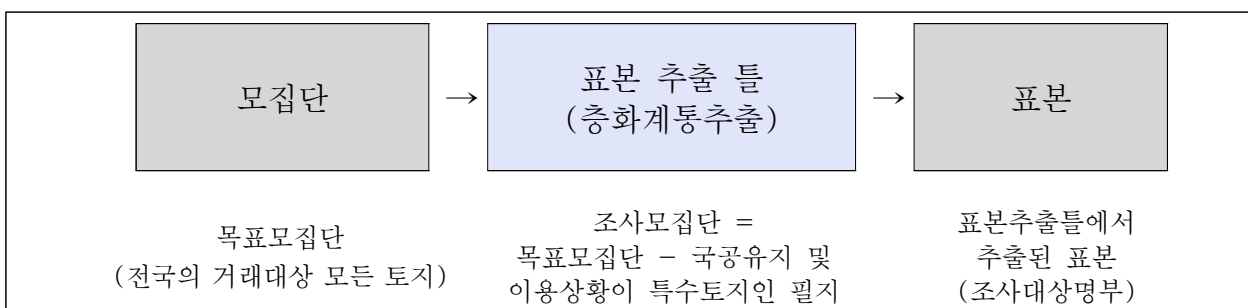 모집단
→
표본 추출 틀
(층화계통추출)
→
표본
목표모집단
(전국의 거래대상 모든 토지)
조사모집단 =
목표모집단 - 국공유지 및
이용상황이 특수토지인 필지
표본추출틀에서
추출된 표본
(조사대상명부)